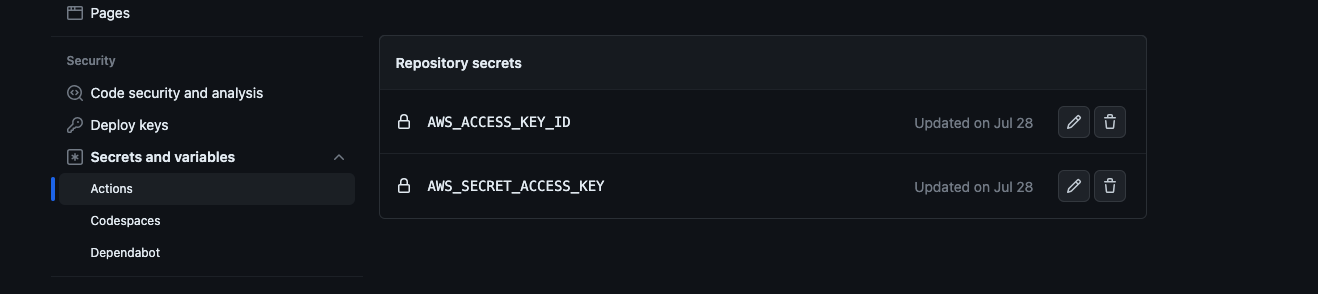 Pages
Security
Code security and analysis
Deploy keys
Secrets and variables
Actions
Codespaces
Dependabot
Repository secrets
AWS_ACCESS_KEY_ID Updated on Jul 28
AWS_SECRET_ACCESS_KEY Updated on Jul 28